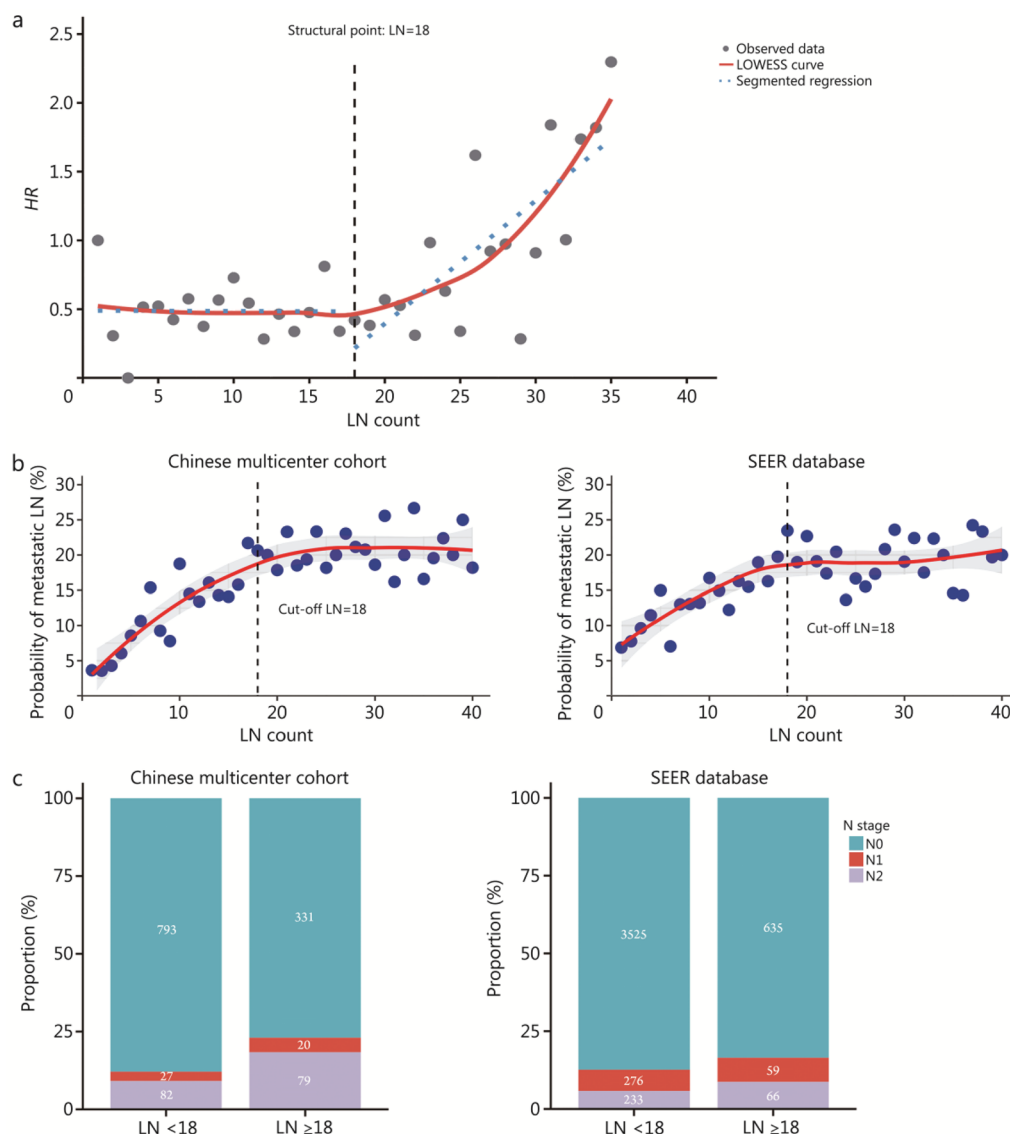 a
Structural point: LN=18
Observed data
LOWESS curve
Segmented regression
2.5
2.0
1.5
1.0
0.5
HR
0 5 10 15 20 25 30 35 40
LN count
b
Chinese multicenter cohort
30
25
20
15
10
5
Probability of metastatic LN (%)
Cut-off LN=18
0 10 20 30 40
LN count
SEER database
30
25
20
15
10
5
Probability of metastatic LN (%)
Cut-off LN=18
0 10 20 30 40
LN count
c
Chinese multicenter cohort
100
75
50
25
0
Proportion (%)
793 331
27 20
82 79
LN <18 LN ≥18
SEER database
100
75
50
25
0
Proportion (%)
3525 635
276 59
233 66
LN <18 LN ≥18
N stage
N0
N1
N2